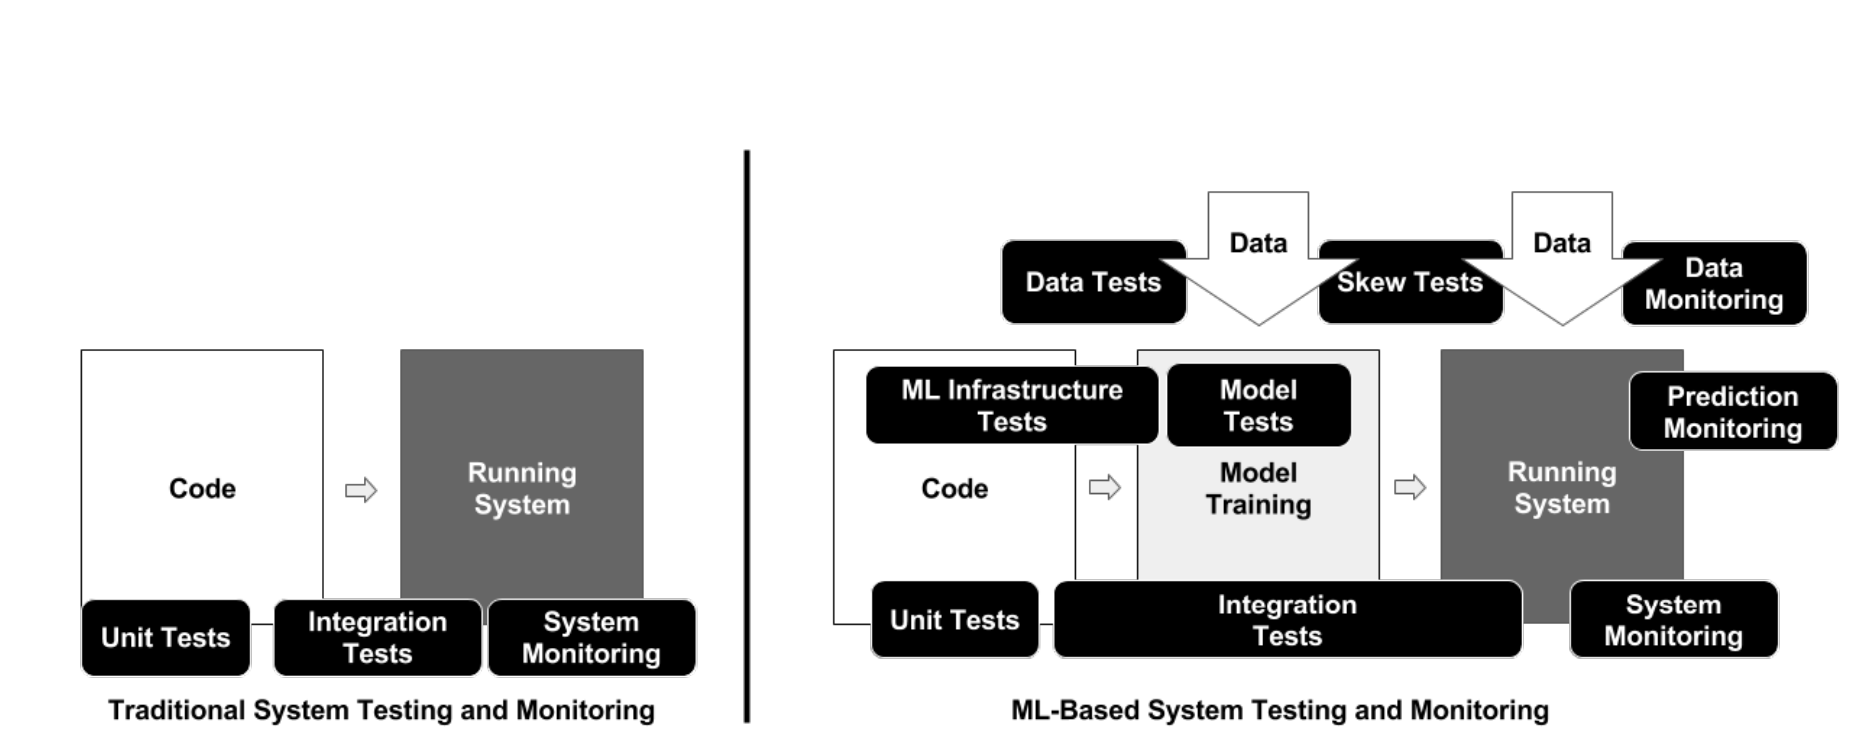 Code
Running
System
Unit Tests
Integration
Tests
System
Monitoring
Traditional System Testing and Monitoring
Data
Data
Data Tests
Skew Tests
Data
Monitoring
ML Infrastructure
Tests
Model
Tests
Prediction
Monitoring
Code
Model
Training
Running
System
Unit Tests
Integration
Tests
System
Monitoring
ML-Based System Testing and Monitoring